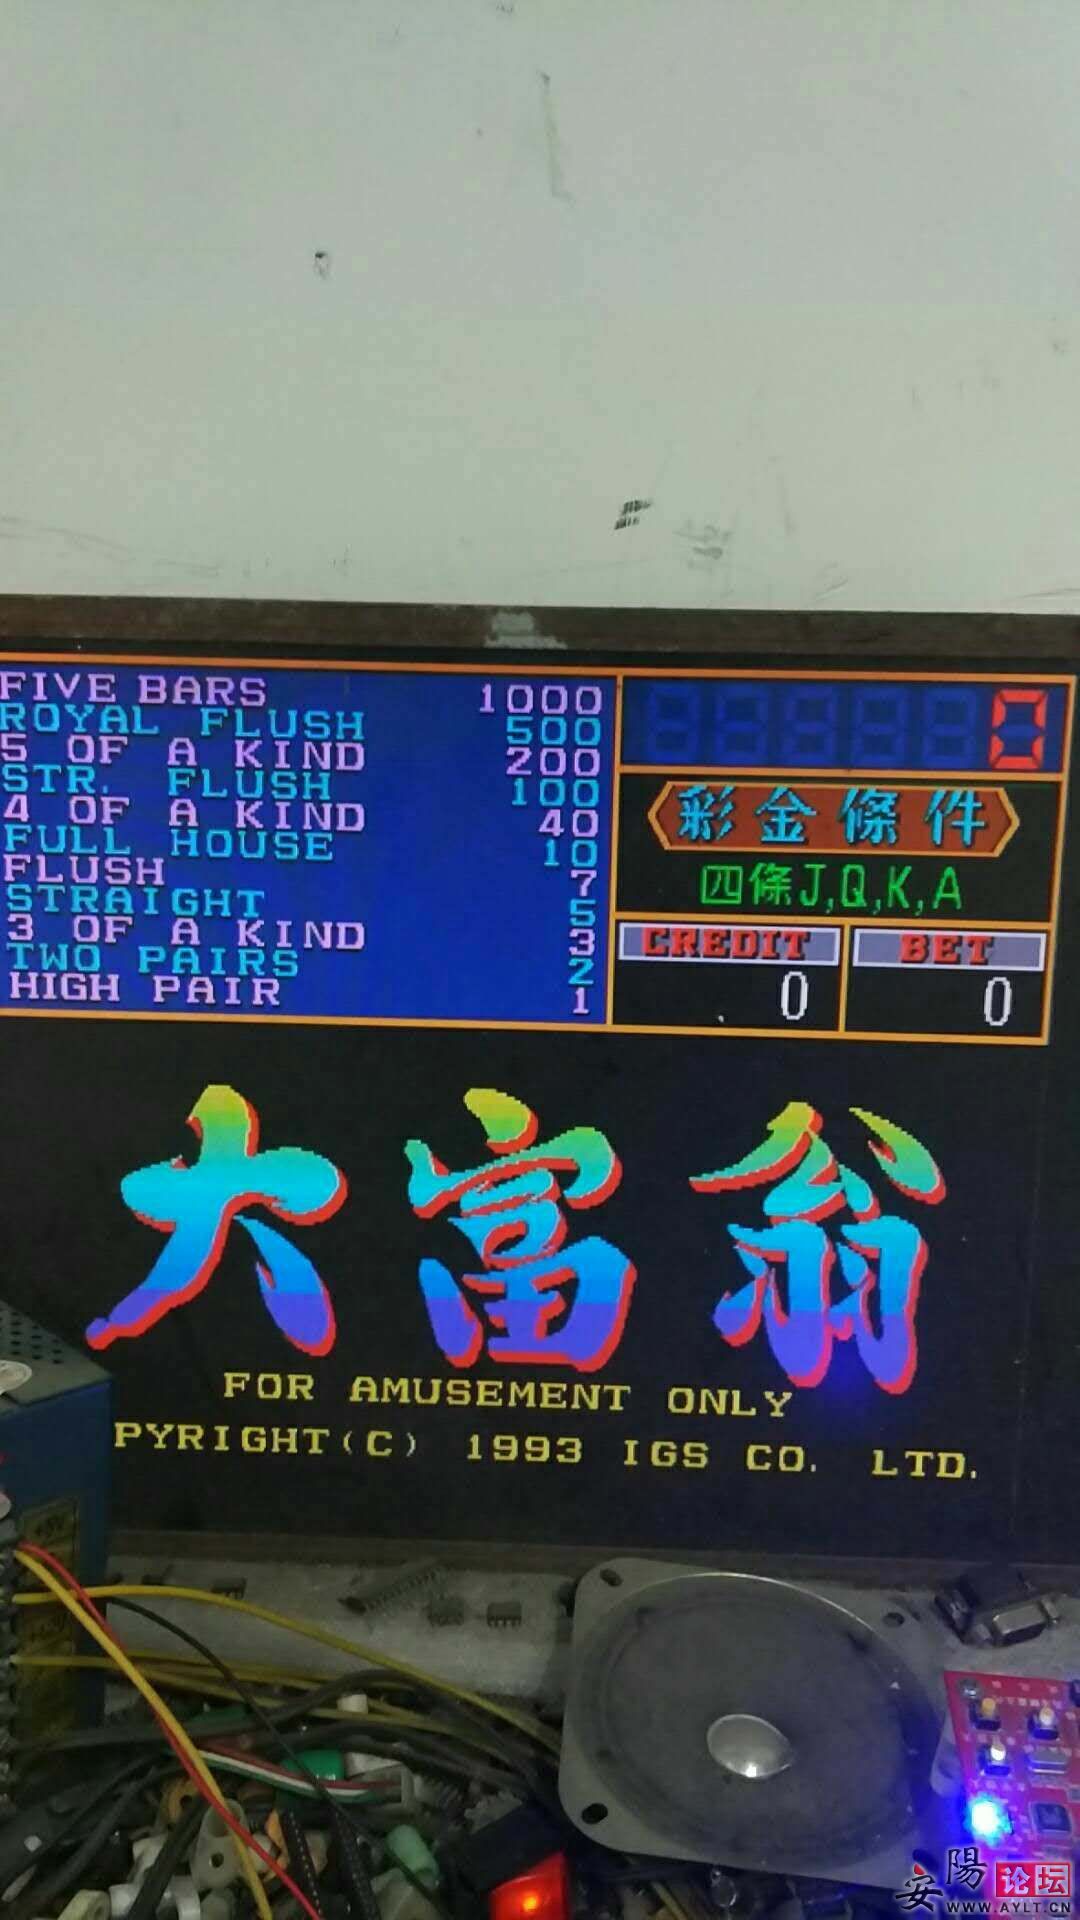 FIVE BARS 1000
ROYAL FLUSH 500
5 OF A KIND 200
STR. FLUSH 100
4 OF A KIND 40
FULL HOUSE 10
FLUSH 7
STRAIGHT 5
3 OF A KIND 3
TWO PAIRS 2
HIGH PAIR 1
0
彩金條件
四條J,Q,K,A
CREDIT BET
0 0
大富翁
FOR AMUSEMENT ONLY
PYRIGHT(C) 1993 IGS CO. LTD.
安陽论坛
WWW.AYLT.CN